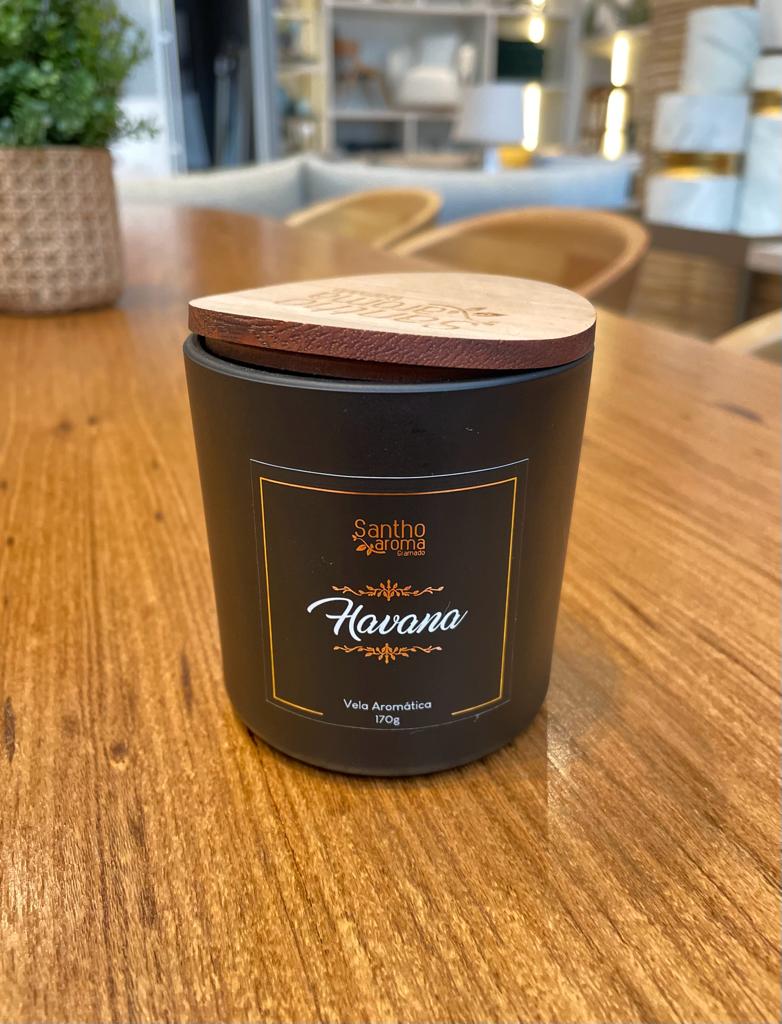 Santho
aroma
Gramado
Havana
Vela Aromática
170g